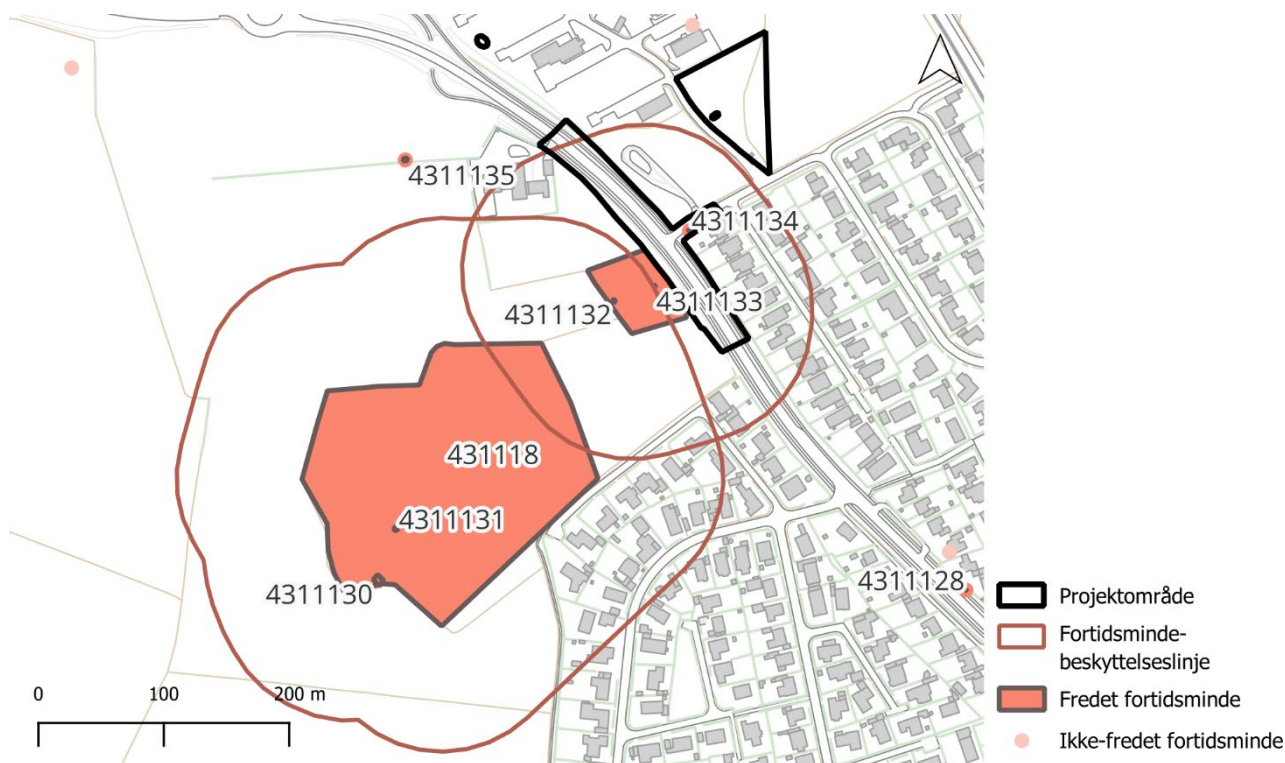 4311135
4311134
4311133
4311132
431118
4311131
4311130
4311128
0 100 200 m
Projektområde
Fortidsminde-
beskyttelseslinje
Fredet fortidsminde
Ikke-fredet fortidsminde